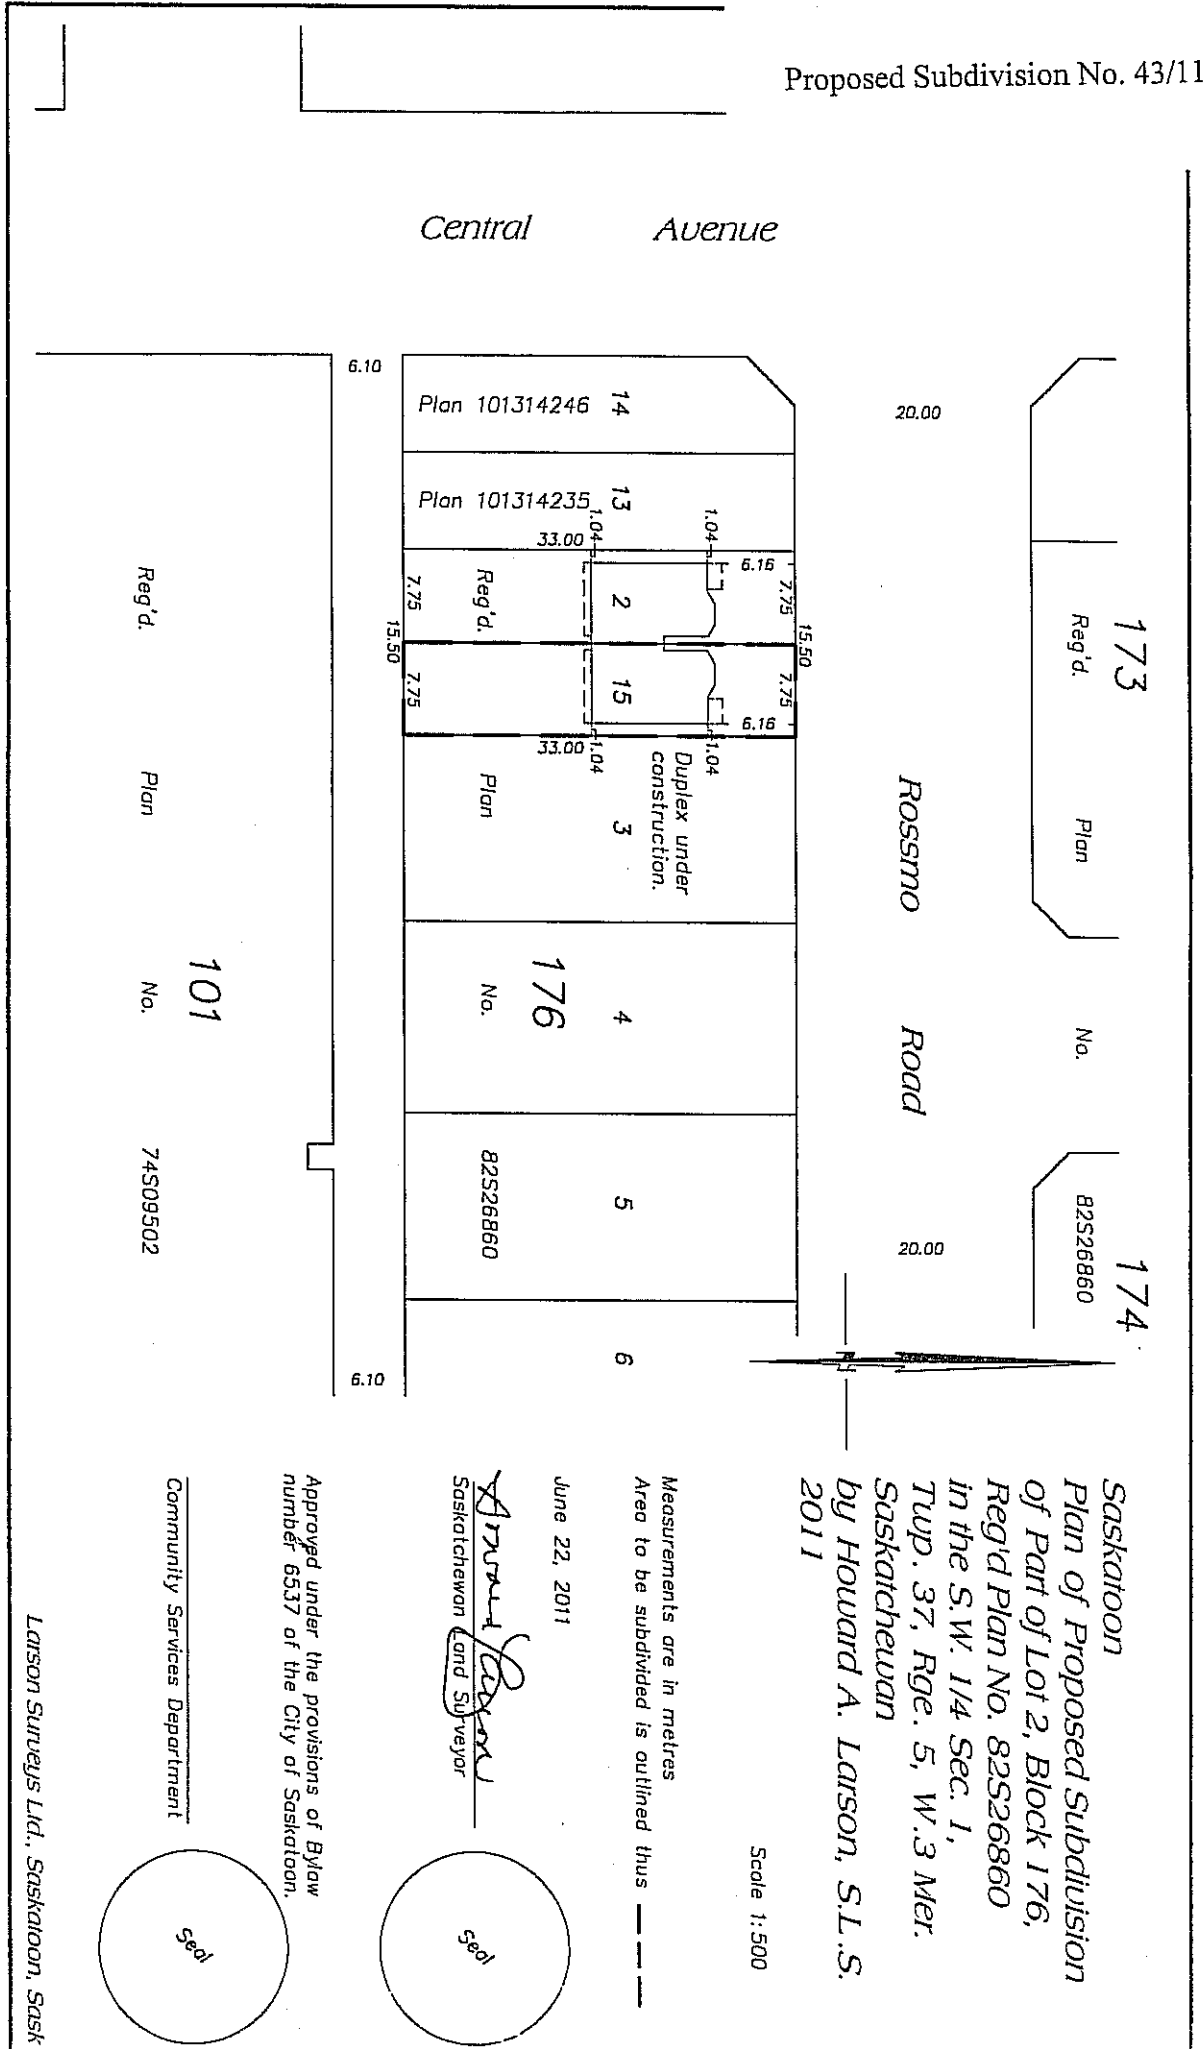 Proposed Subdivision No. 43/11
Saskatoon
Plan of Proposed Subdivision
of Part of Lot 2, Block 176,
Reg'd Plan No. 82S26860
in the S.W. 1/4 Sec. 1,
Twp. 37, Rge. 5, W.3 Mer.
Saskatchewan
by Howard A. Larson, S.L.S.
2011
Scale 1:500
Measurements are in metres
Area to be subdivided is outlined thus
June 22, 2011
Howard Larson
Saskatchewan Land Surveyor
Seal
Approved under the provisions of Bylaw
number 6537 of the City of Saskatoon.
Community Services Department
Seal
Larson Surveys Ltd., Saskatoon, Sask
173
174
Reg'd. Plan No. 82S26860
20.00
20.00
Rossmo Road
Central Avenue
15.50
7.75
7.75
6.16
6.16
1.04
1.04
Duplex under
construction.
14
13
2
15
3
4
5
6
1.04
1.04
33.00
33.00
176
Plan 101314246
Plan 101314235
Reg'd. Plan No. 82S26860
7.75
7.75
15.50
6.10
6.10
101
Reg'd. Plan No. 74S09502